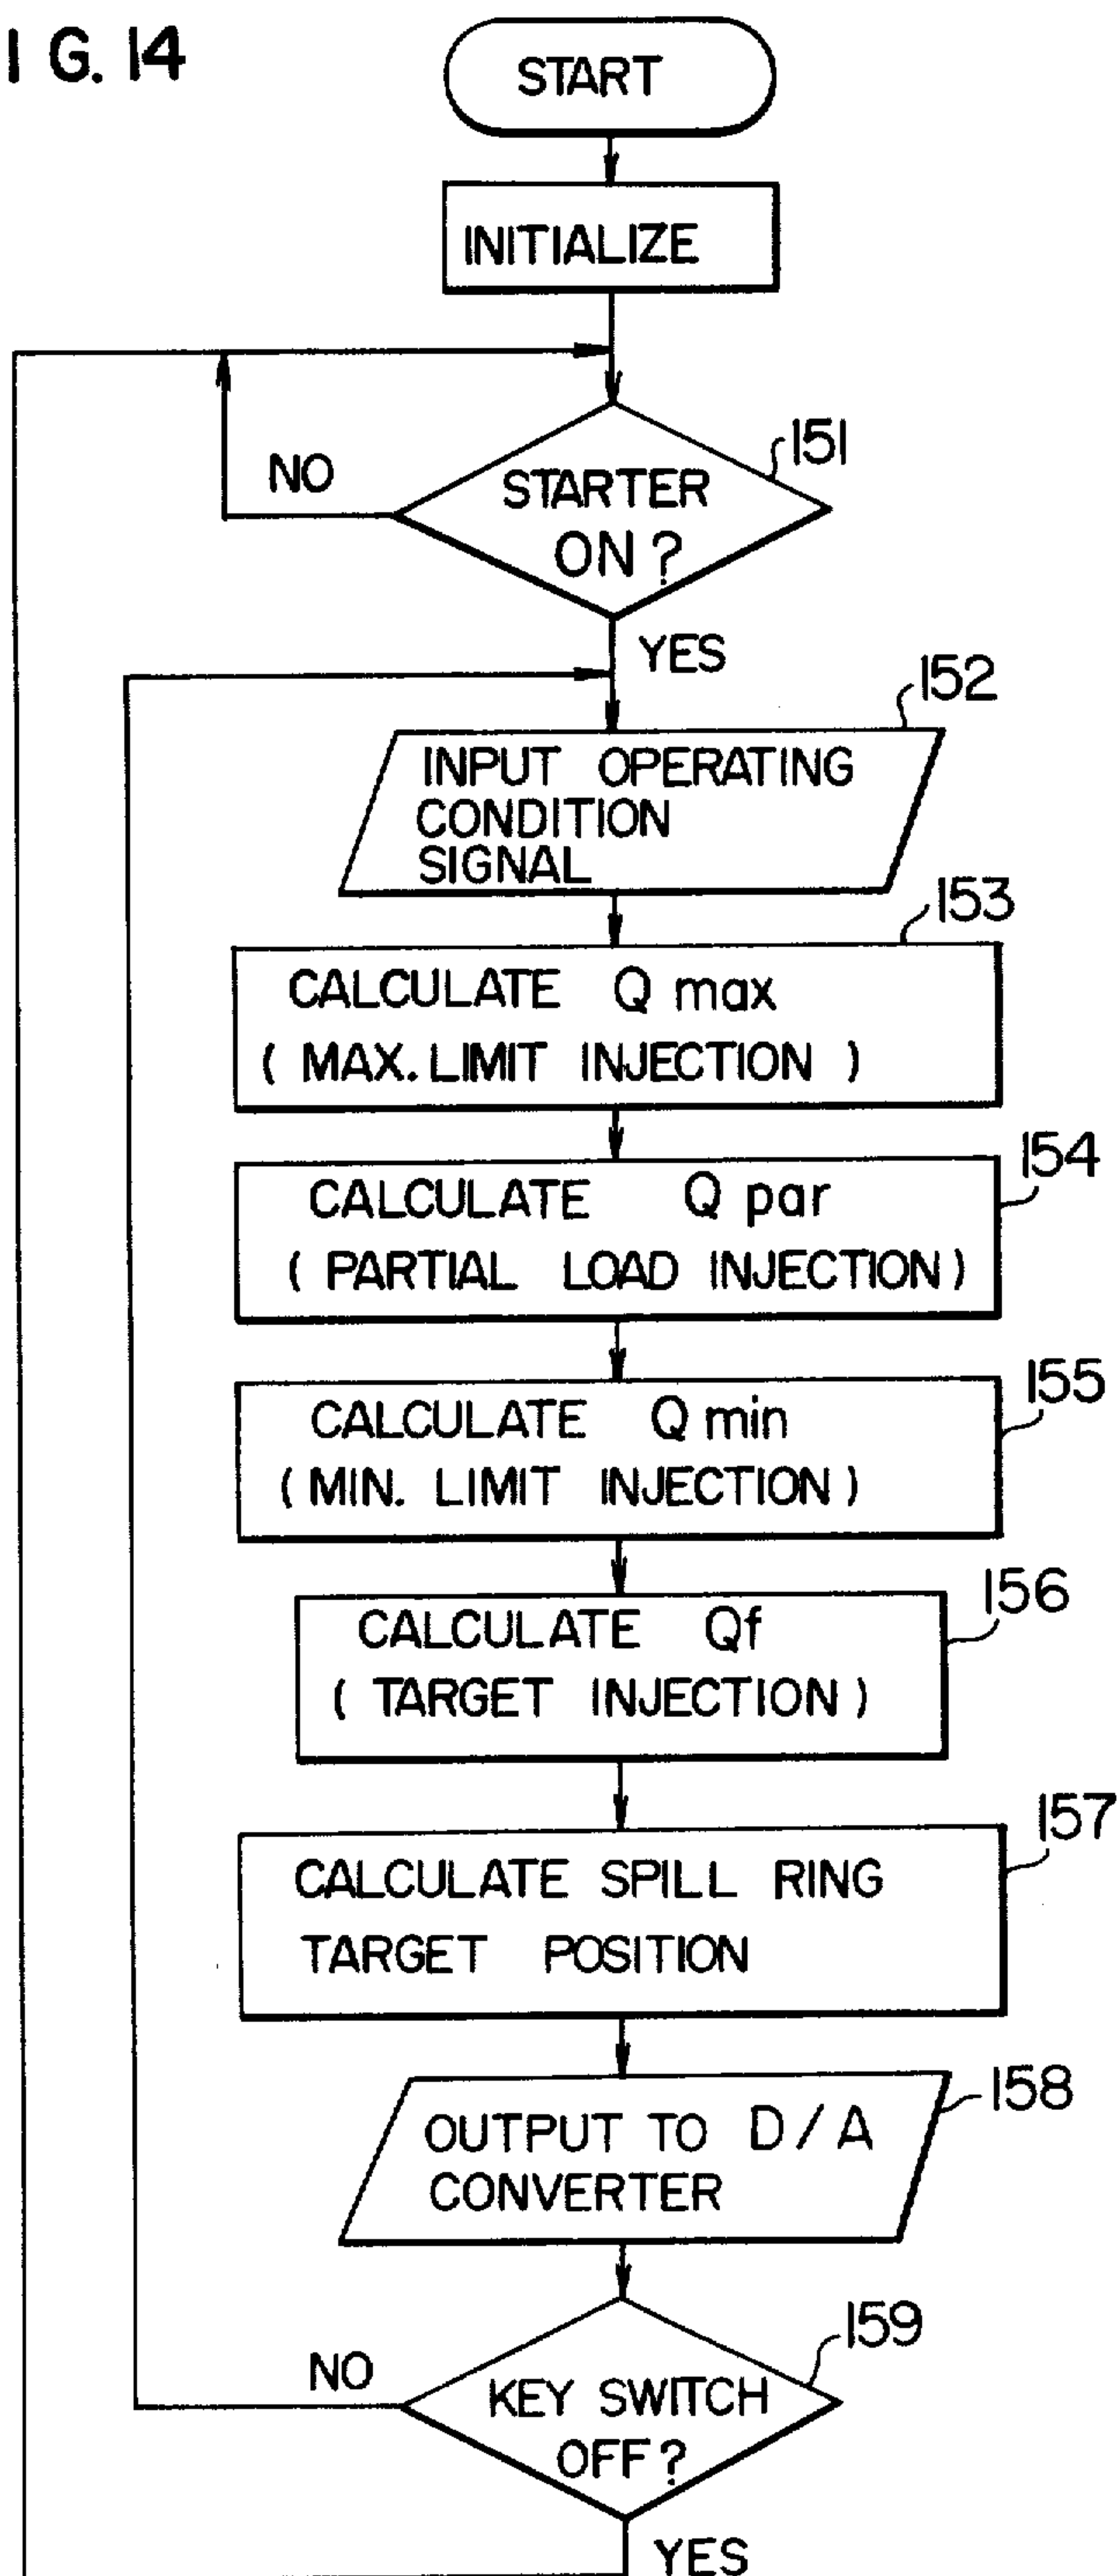 I G. 14
START
INITIALIZE
NO
STARTER
ON ?
151
YES
152
INPUT OPERATING
CONDITION
SIGNAL
153
CALCULATE Q max
( MAX. LIMIT INJECTION )
154
CALCULATE Q par
( PARTIAL LOAD INJECTION )
155
CALCULATE Q min
( MIN. LIMIT INJECTION )
156
CALCULATE Qf
( TARGET INJECTION )
157
CALCULATE SPILL RING
TARGET POSITION
158
OUTPUT TO D / A
CONVERTER
159
NO
KEY SWITCH
OFF ?
YES